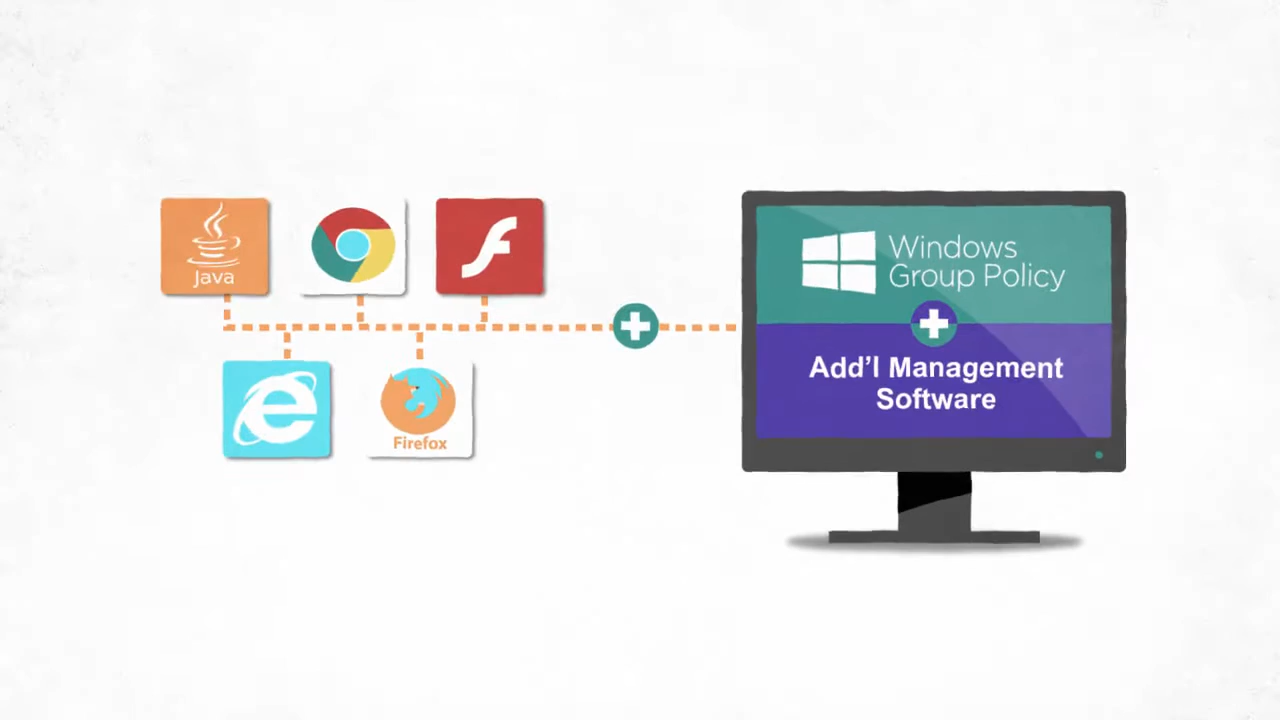 Java
Firefox
Windows
Group Policy
Add'l Management
Software